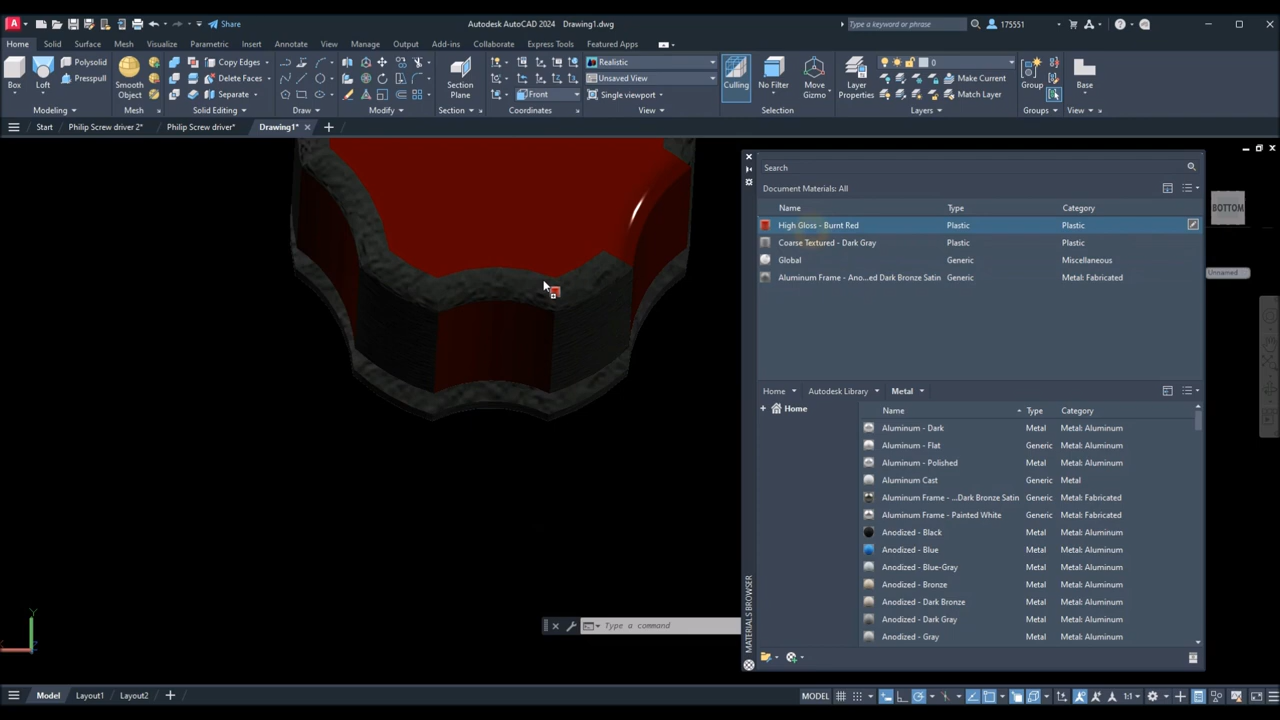 Share
Autodesk AutoCAD 2024 Drawing1.dwg
Type a keyword or phrase
175551
Home Solid Surface Mesh Visualize Parametric Insert Annotate View Manage Output Add-ins Collaborate Express Tools Featured Apps
Box
Loft
Polysolid
Presspull
Smooth
Object
Copy Edges
Delete Faces
Separate
Section
Plane
Front
Realistic
Unsaved View
Single viewport
Culling
No Filter
Move
Gizmo
Layer
Properties
0
Make Current
Match Layer
Group
Base
Modeling Mesh Solid Editing Draw Modify Section Coordinates View Selection Layers Groups View
Start Philip Screw driver 2* Philip Screw driver* Drawing1*
Search
Document Materials: All
Name Type Category
High Gloss - Burnt Red Plastic Plastic
Coarse Textured - Dark Gray Plastic Plastic
Global Generic Miscellaneous
Aluminum Frame - Ano...ed Dark Bronze Satin Generic Metal: Fabricated
BOTTOM
Unnamed
Home Autodesk Library Metal
Home
Name Type Category
Aluminum - Dark Metal Metal: Aluminum
Aluminum - Flat Generic Metal: Aluminum
Aluminum - Polished Metal Metal: Aluminum
Aluminum Cast Generic Metal
Aluminum Frame - ...Dark Bronze Satin Generic Metal: Fabricated
Aluminum Frame - Painted White Generic Metal: Fabricated
Anodized - Black Metal Metal: Aluminum
Anodized - Blue Metal Metal: Aluminum
Anodized - Blue-Gray Metal Metal: Aluminum
Anodized - Bronze Metal Metal: Aluminum
Anodized - Dark Bronze Metal Metal: Aluminum
Anodized - Dark Gray Metal Metal: Aluminum
Anodized - Gray Metal Metal: Aluminum
MATERIALS BROWSER
Y
Type a command
Model Layout1 Layout2
MODEL
1:1